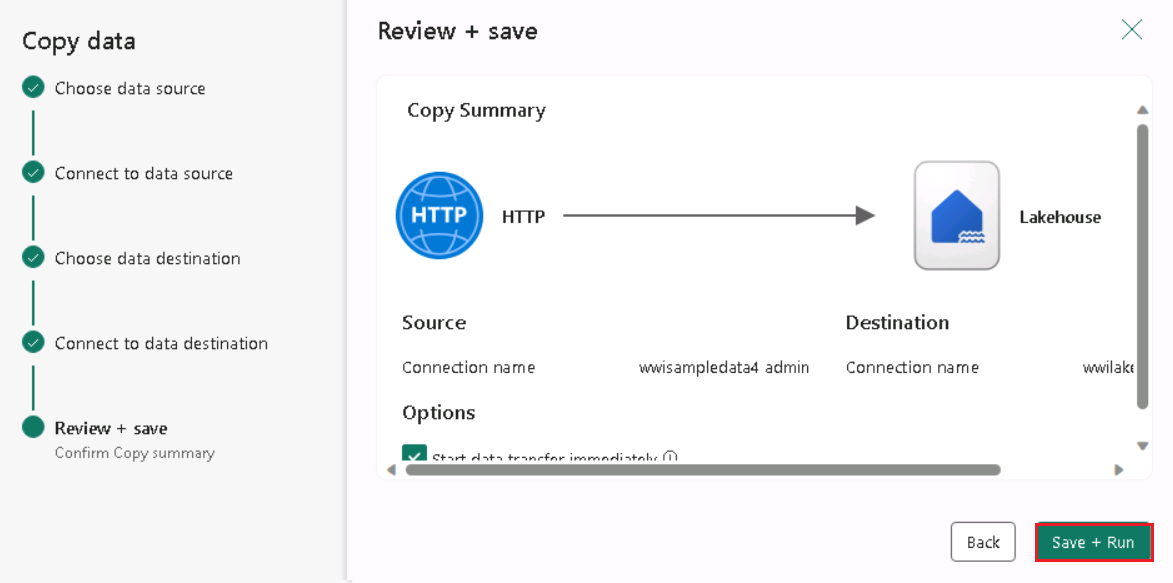 Copy data
Choose data source
Connect to data source
Choose data destination
Connect to data destination
Review + save
Confirm Copy summary
Review + save
Copy Summary
HTTP
HTTP
Lakehouse
Source
Destination
Connection name
wwisampledata4 admin
Connection name
wwilake
Options
Start data transfer immediately
Back
Save + Run